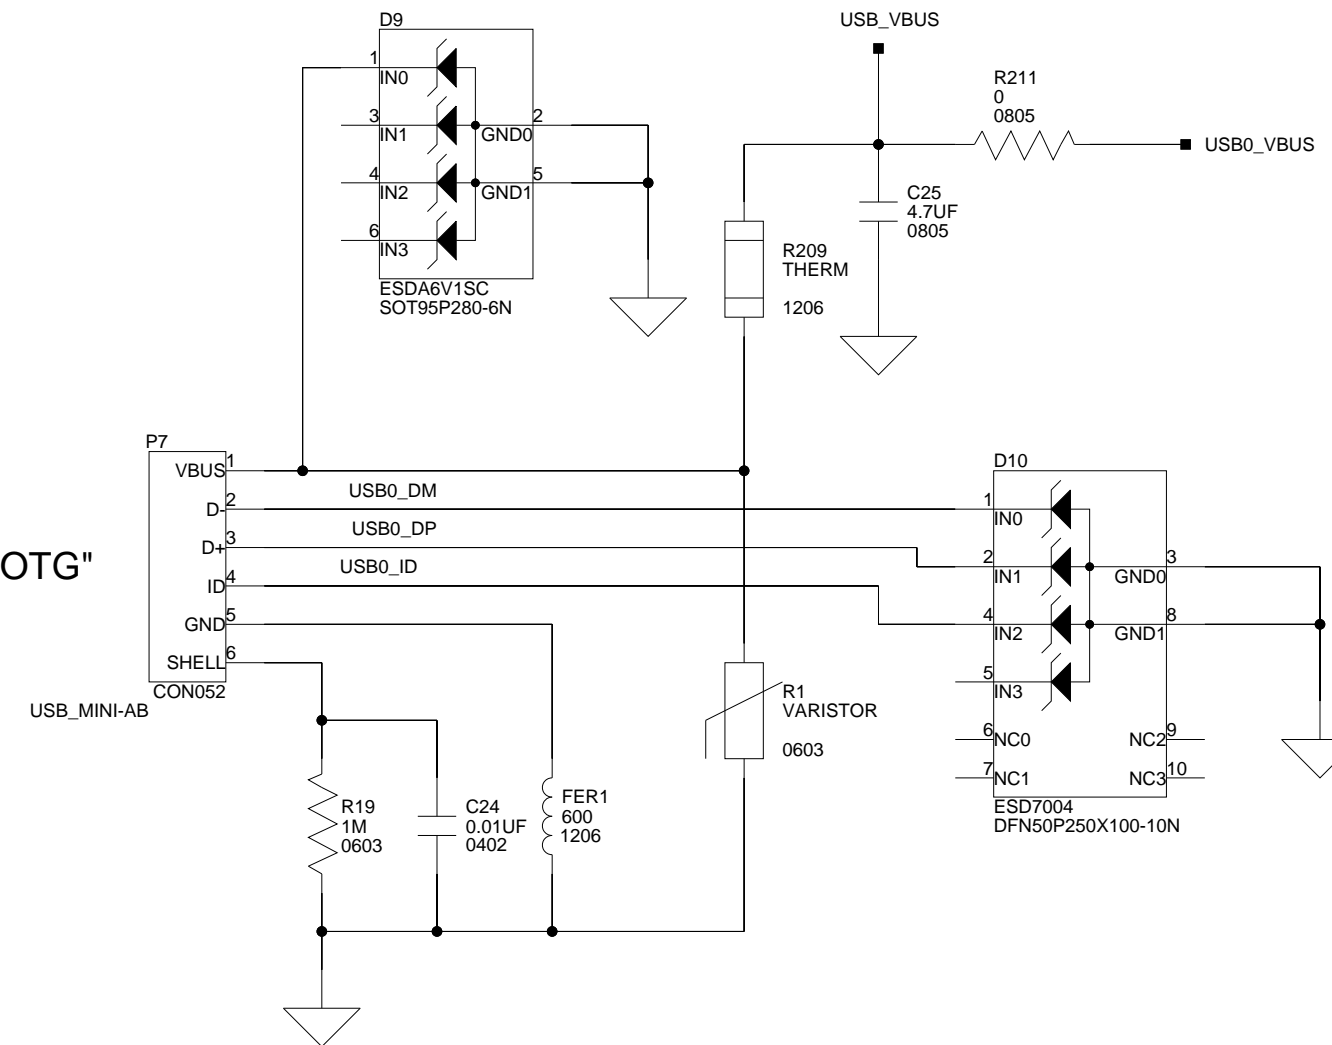 D9
1
IN0
3
IN1
4
IN2
6
IN3
2
GND0
5
GND1
ESDA6V1SC
SOT95P280-6N
USB_VBUS
R211
0
0805
USB0_VBUS
C25
4.7UF
0805
R209
THERM
1206
OTG"
P7
VBUS 1
D- 2
D+ 3
ID 4
GND 5
SHELL 6
CON052
USB_MINI-AB
USB0_DM
USB0_DP
USB0_ID
D10
1
IN0
2
IN1
4
IN2
5
IN3
6
NC0
7
NC1
3
GND0
8
GND1
9
NC2
10
NC3
ESD7004
DFN50P250X100-10N
R1
VARISTOR
0603
R19
1M
0603
C24
0.01UF
0402
FER1
600
1206